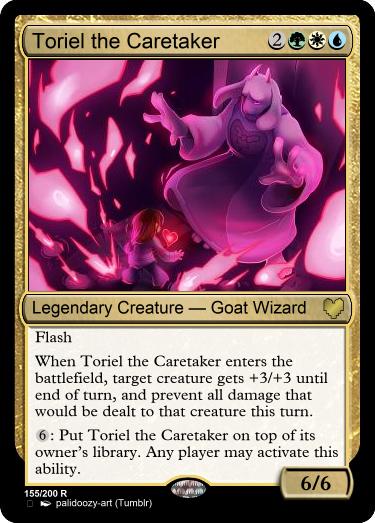 Toriel the Caretaker 2
Legendary Creature — Goat Wizard
Flash
When Toriel the Caretaker enters the
battlefield, target creature gets +3/+3 until
end of turn, and prevent all damage that
would be dealt to that creature this turn.
6: Put Toriel the Caretaker on top of its
owner's library. Any player may activate this
ability.
6/6
155/200 R
palidoozy-art (Tumblr)